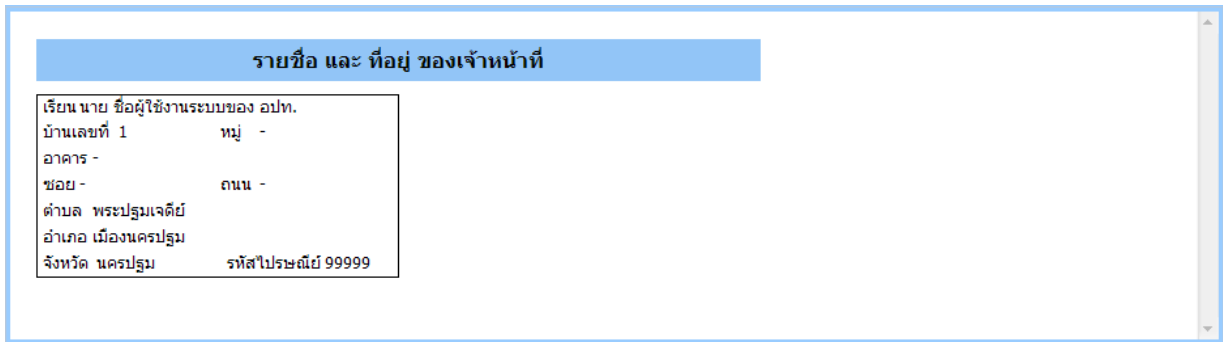 รายชื่อ และ ที่อยู่ ของเจ้าหน้าที่
เรียน นาย ชื่อผู้ใช้งานระบบของ อปท.
บ้านเลขที่ 1 หมู่ -
อาคาร -
ซอย - ถนน -
ตำบล พระปฐมเจดีย์
อำเภอ เมืองนครปฐม
จังหวัด นครปฐม รหัสไปรษณีย์ 99999